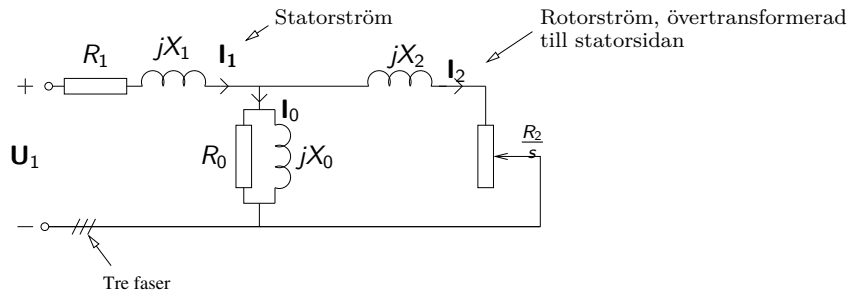 Statorström
Rotorström, övertransformerad
till statorsidan
R₁
jX₁
I₁
jX₂
I₂
+
I₀
R₀
jX₀
R₂
s
U₁
−
Tre faser